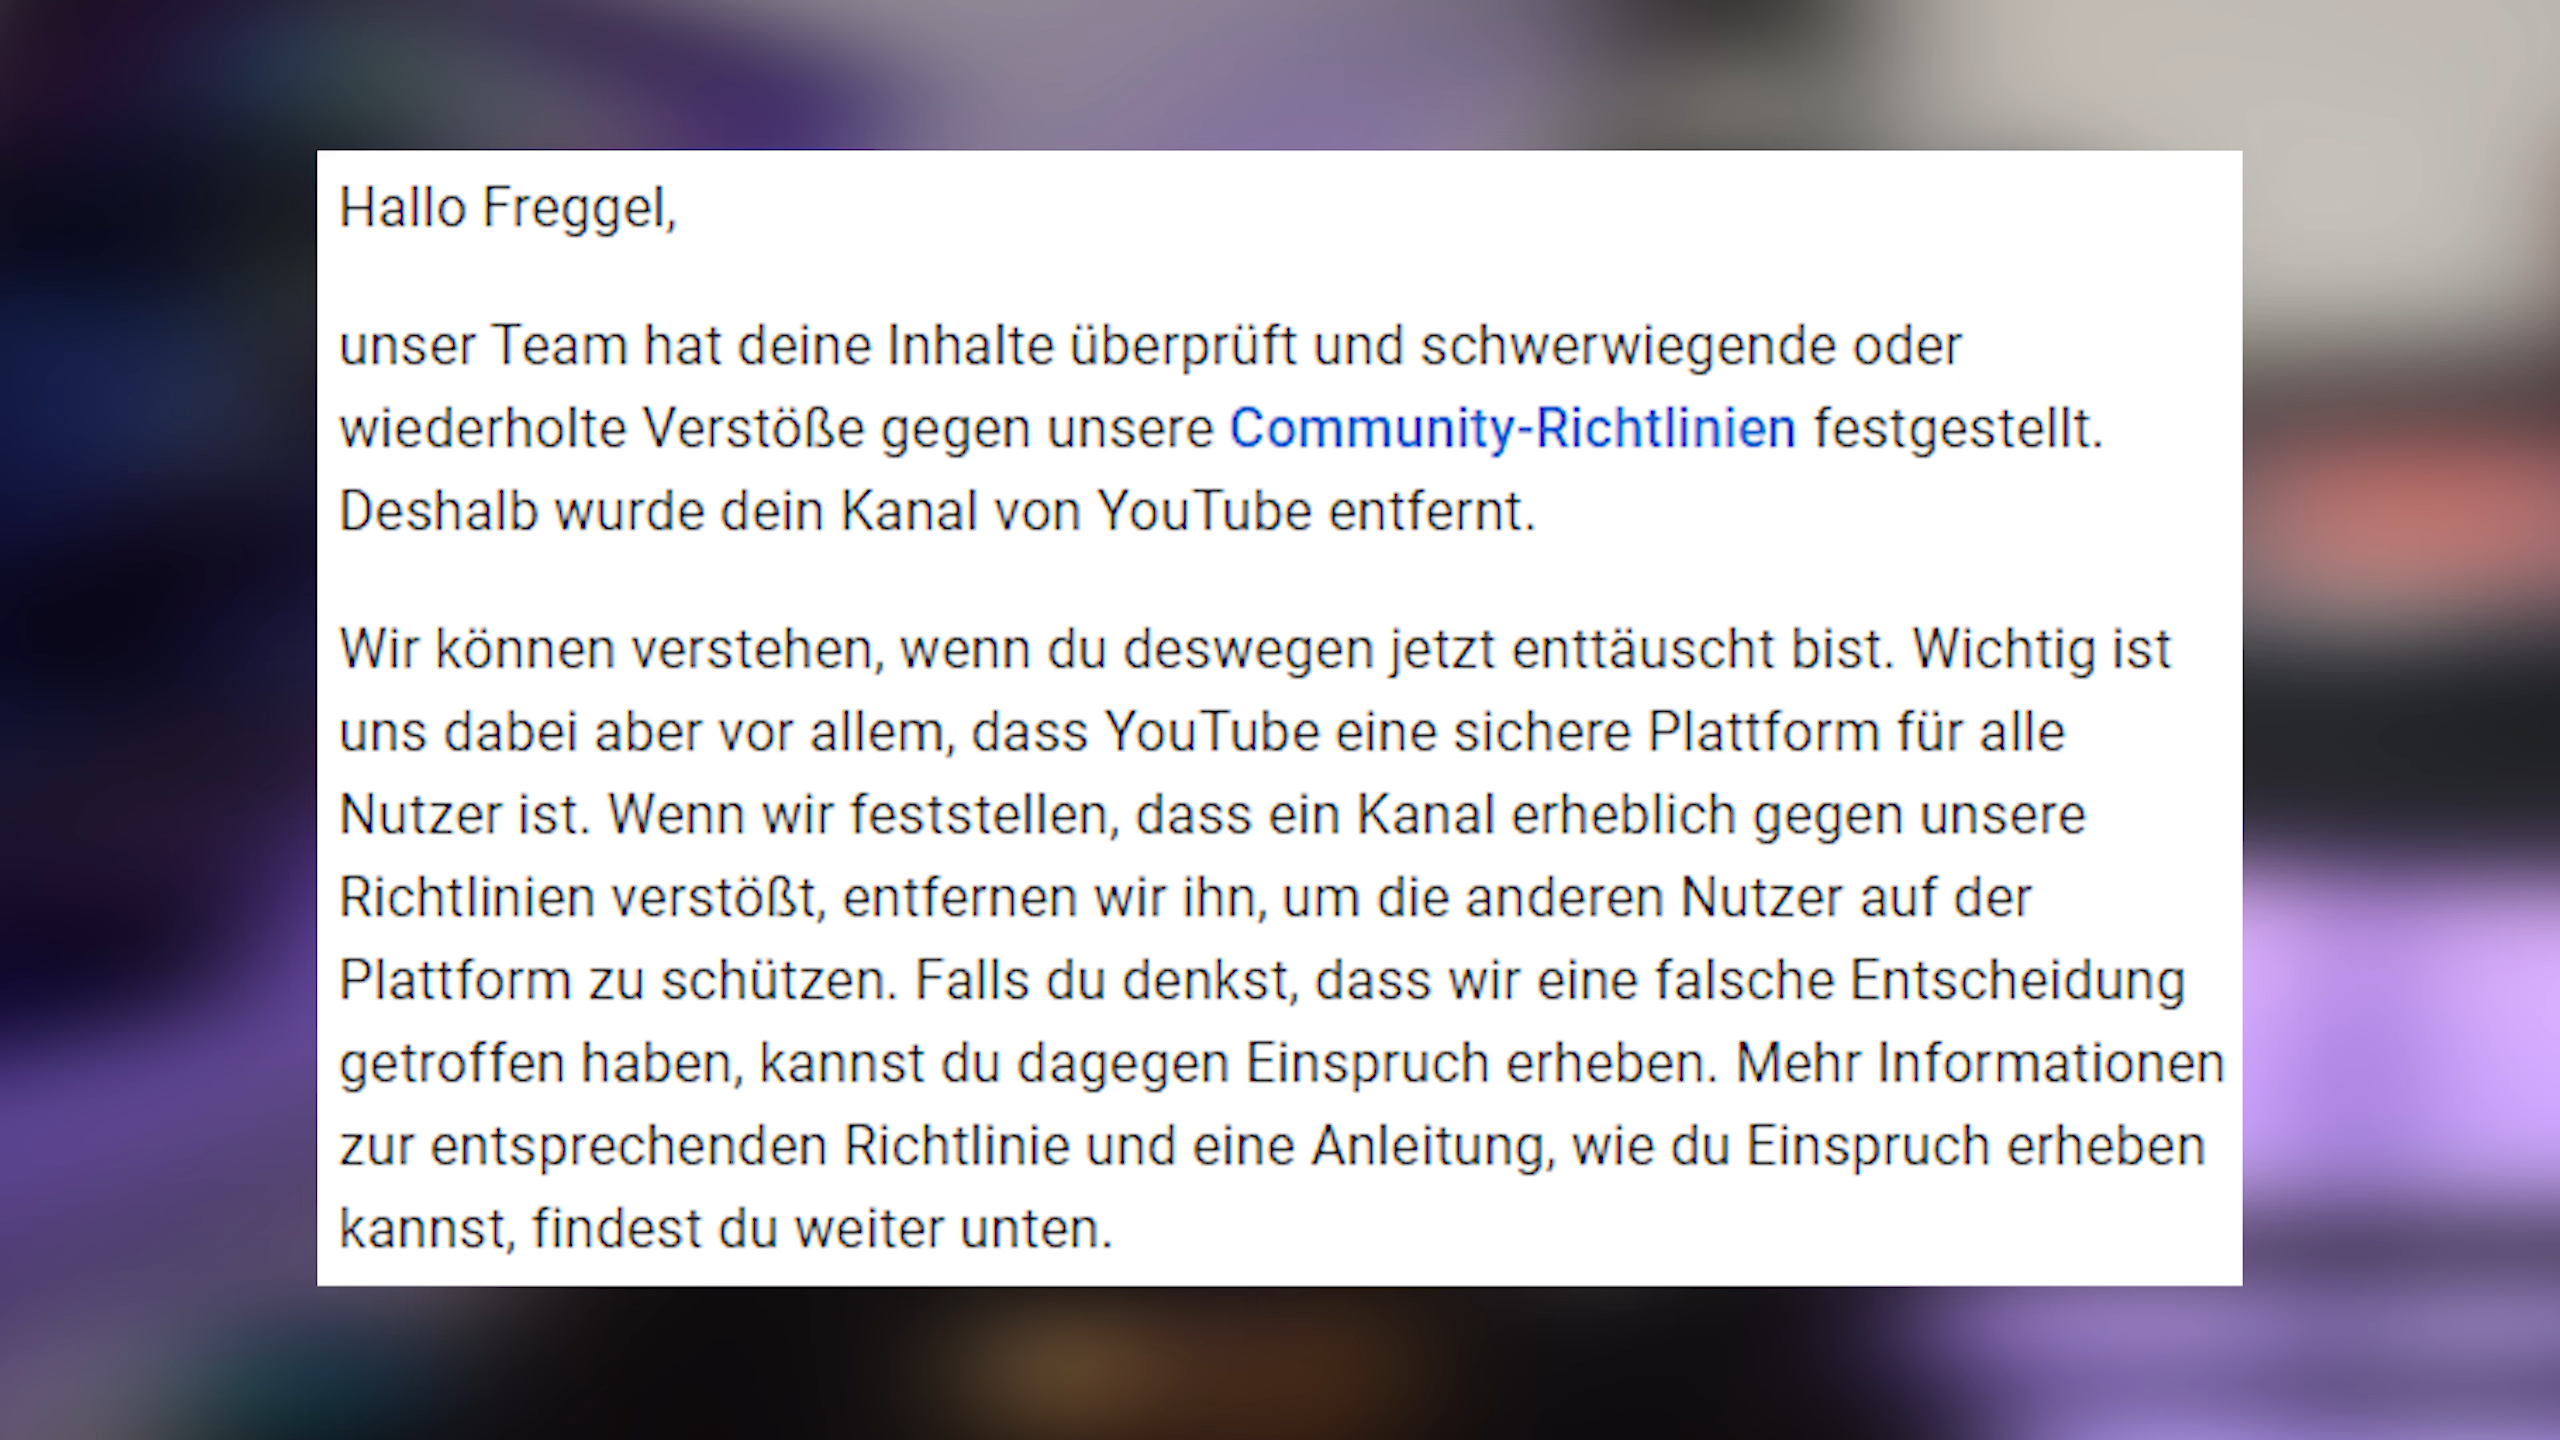 Hallo Freggel,
unser Team hat deine Inhalte überprüft und schwerwiegende oder
wiederholte Verstöße gegen unsere Community-Richtlinien festgestellt.
Deshalb wurde dein Kanal von YouTube entfernt.
Wir können verstehen, wenn du deswegen jetzt enttäuscht bist. Wichtig ist
uns dabei aber vor allem, dass YouTube eine sichere Plattform für alle
Nutzer ist. Wenn wir feststellen, dass ein Kanal erheblich gegen unsere
Richtlinien verstößt, entfernen wir ihn, um die anderen Nutzer auf der
Plattform zu schützen. Falls du denkst, dass wir eine falsche Entscheidung
getroffen haben, kannst du dagegen Einspruch erheben. Mehr Informationen
zur entsprechenden Richtlinie und eine Anleitung, wie du Einspruch erheben
kannst, findest du weiter unten.